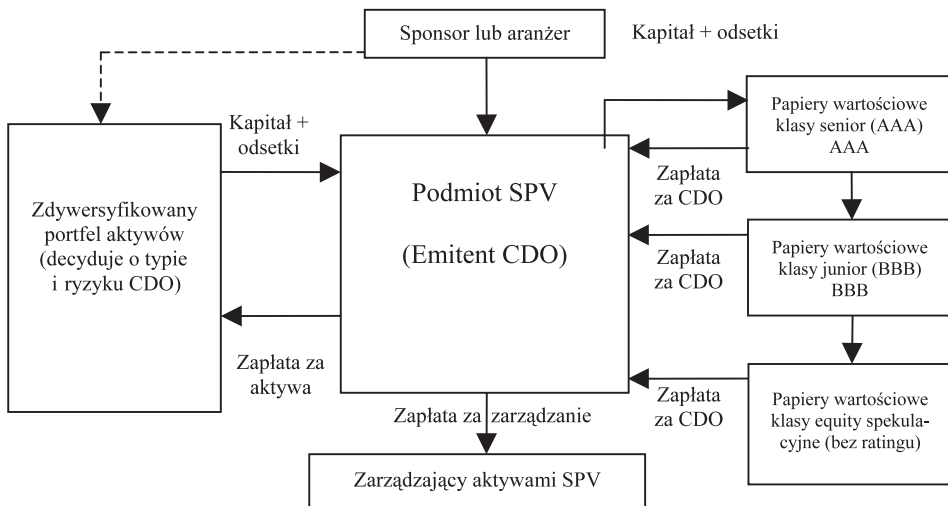 Sponsor lub aranżer
Kapitał + odsetki
Kapitał +
odsetki
Zdywersyfikowany
portfel aktywów
(decyduje o typie
i ryzyku CDO)
Zapłata za
aktywa
Podmiot SPV
(Emitent CDO)
Papiery wartościowe
klasy senior (AAA)
AAA
Zapłata
za CDO
Papiery wartościowe
klasy junior (BBB)
BBB
Zapłata
za CDO
Papiery wartościowe
klasy equity spekula-
cyjne (bez ratingu)
Zapłata
za CDO
Zapłata za zarządzanie
Zarządzający aktywami SPV